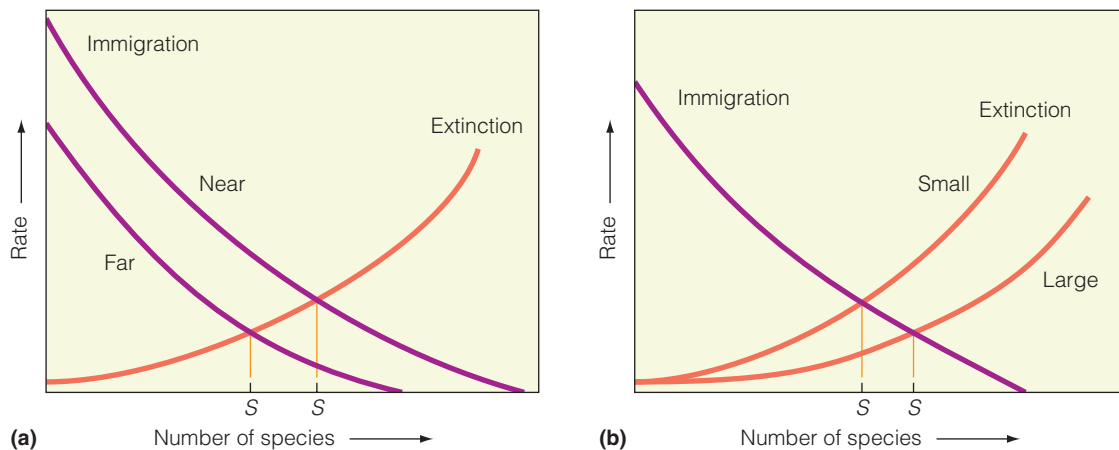 Immigration
Extinction
Near
Far
Rate
S S
(a) Number of species
Immigration
Extinction
Small
Large
Rate
S S
(b) Number of species